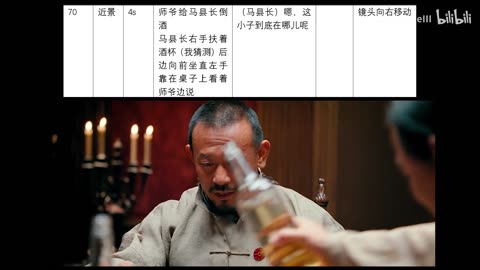 70 近景 4s 师爷给马县长倒 （马县长）嗯，这 镜头向右移动
酒 小子到底在哪儿呢
马县长右手扶着
酒杯（我猜测）后
边向前坐直左手
靠在桌子上看着
师爷边说
elll bilibili